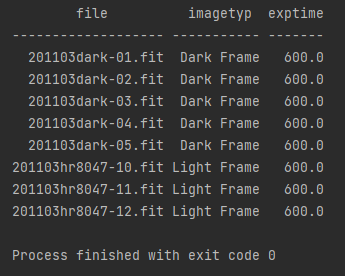 file imagetyp exptime
------------------- ----------- -------
201103dark-01.fit Dark Frame 600.0
201103dark-02.fit Dark Frame 600.0
201103dark-03.fit Dark Frame 600.0
201103dark-04.fit Dark Frame 600.0
201103dark-05.fit Dark Frame 600.0
201103hr8047-10.fit Light Frame 600.0
201103hr8047-11.fit Light Frame 600.0
201103hr8047-12.fit Light Frame 600.0
Process finished with exit code 0